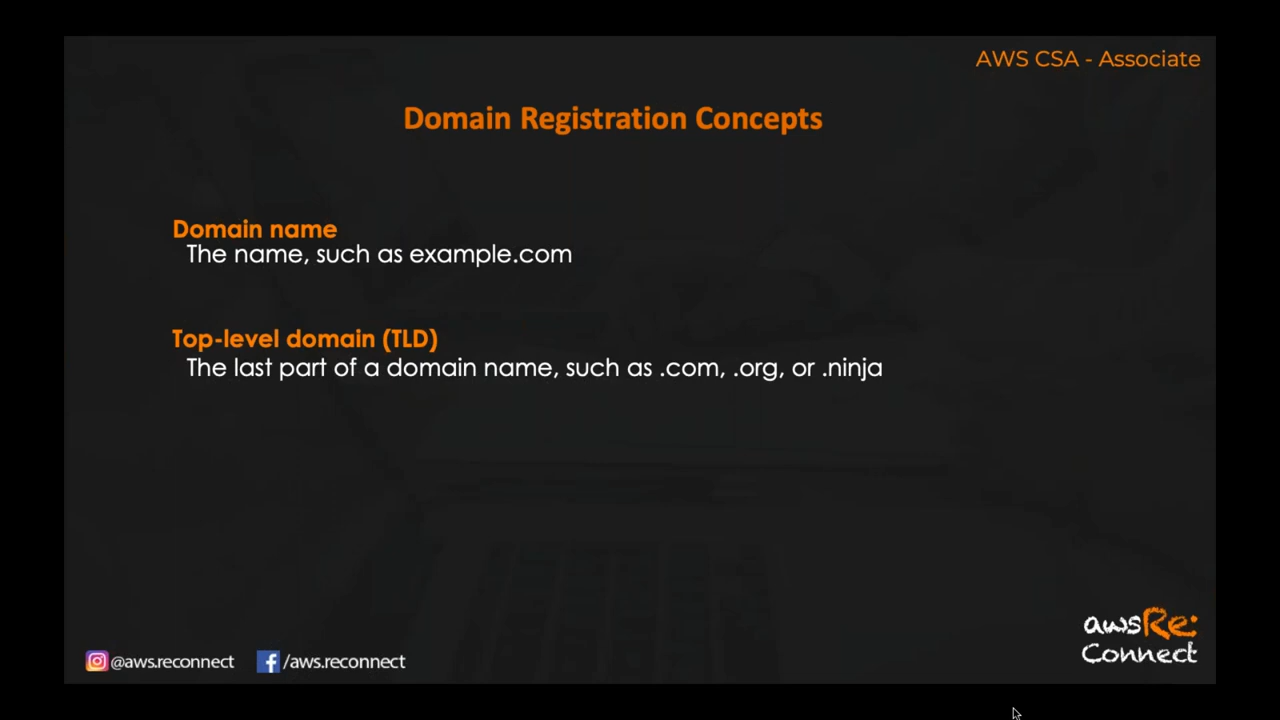 AWS CSA - Associate
Domain Registration Concepts
Domain name
The name, such as example.com
Top-level domain (TLD)
The last part of a domain name, such as .com, .org, or .ninja
awsRe:
Connect
@aws.reconnect /aws.reconnect